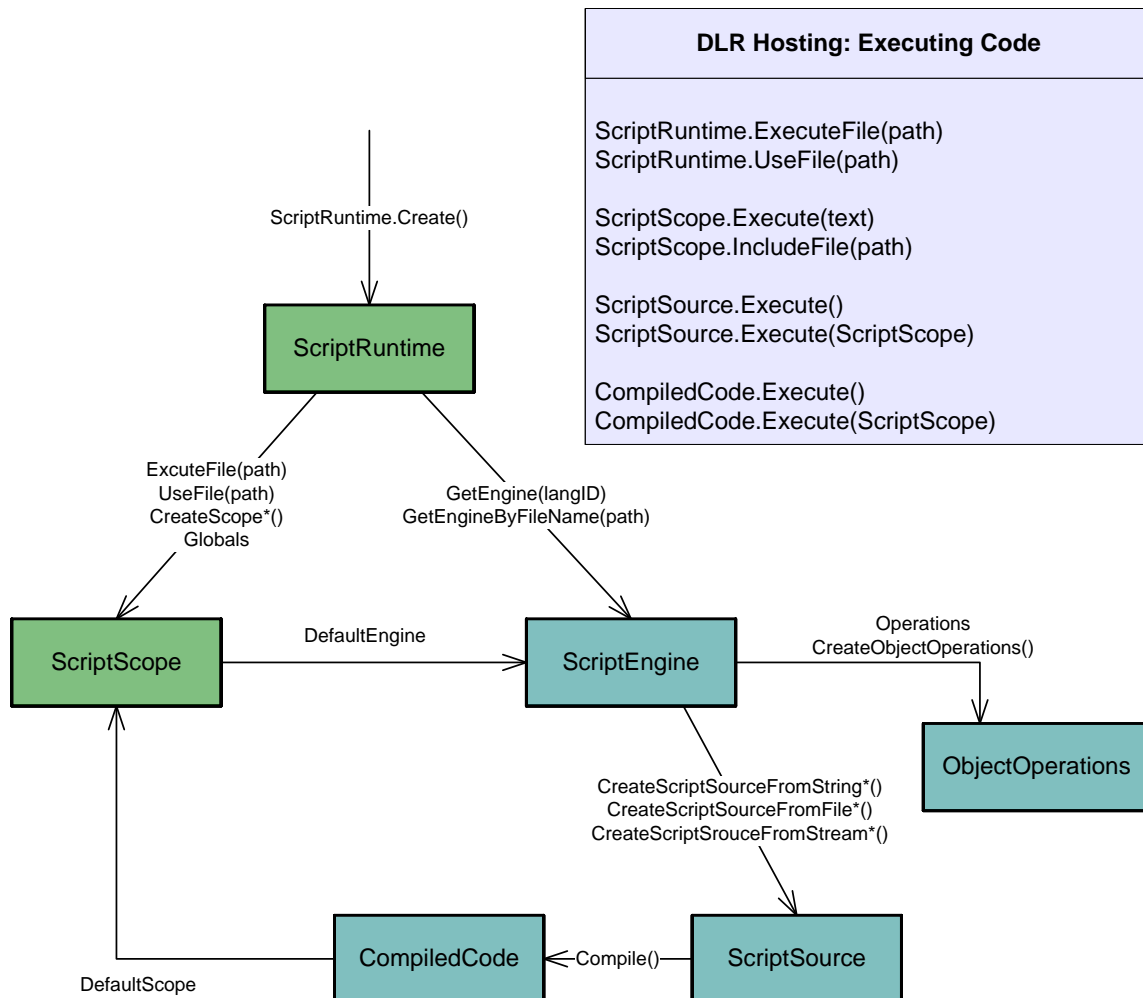 DLR Hosting: Executing Code
ScriptRuntime.ExecuteFile(path)
ScriptRuntime.UseFile(path)
ScriptScope.Execute(text)
ScriptScope.IncludeFile(path)
ScriptSource.Execute()
ScriptSource.Execute(ScriptScope)
CompiledCode.Execute()
CompiledCode.Execute(ScriptScope)
ScriptRuntime.Create()
ScriptRuntime
ExcuteFile(path)
UseFile(path)
CreateScope*()
Globals
GetEngine(langID)
GetEngineByFileName(path)
ScriptScope
DefaultEngine
ScriptEngine
Operations
CreateObjectOperations()
ObjectOperations
CreateScriptSourceFromString*()
CreateScriptSourceFromFile*()
CreateScriptSrouceFromStream*()
CompiledCode
Compile()
ScriptSource
DefaultScope